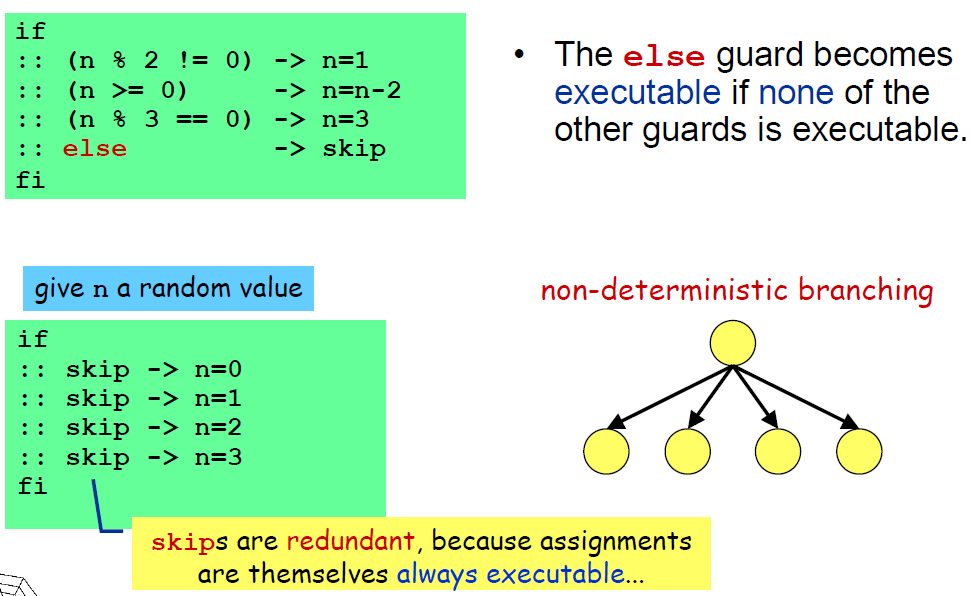 if
:: (n % 2 != 0) -> n=1
:: (n >= 0) -> n=n-2
:: (n % 3 == 0) -> n=3
:: else -> skip
fi
• The else guard becomes
executable if none of the
other guards is executable.
give n a random value
if
:: skip -> n=0
:: skip -> n=1
:: skip -> n=2
:: skip -> n=3
fi
non-deterministic branching
skips are redundant, because assignments
are themselves always executable...